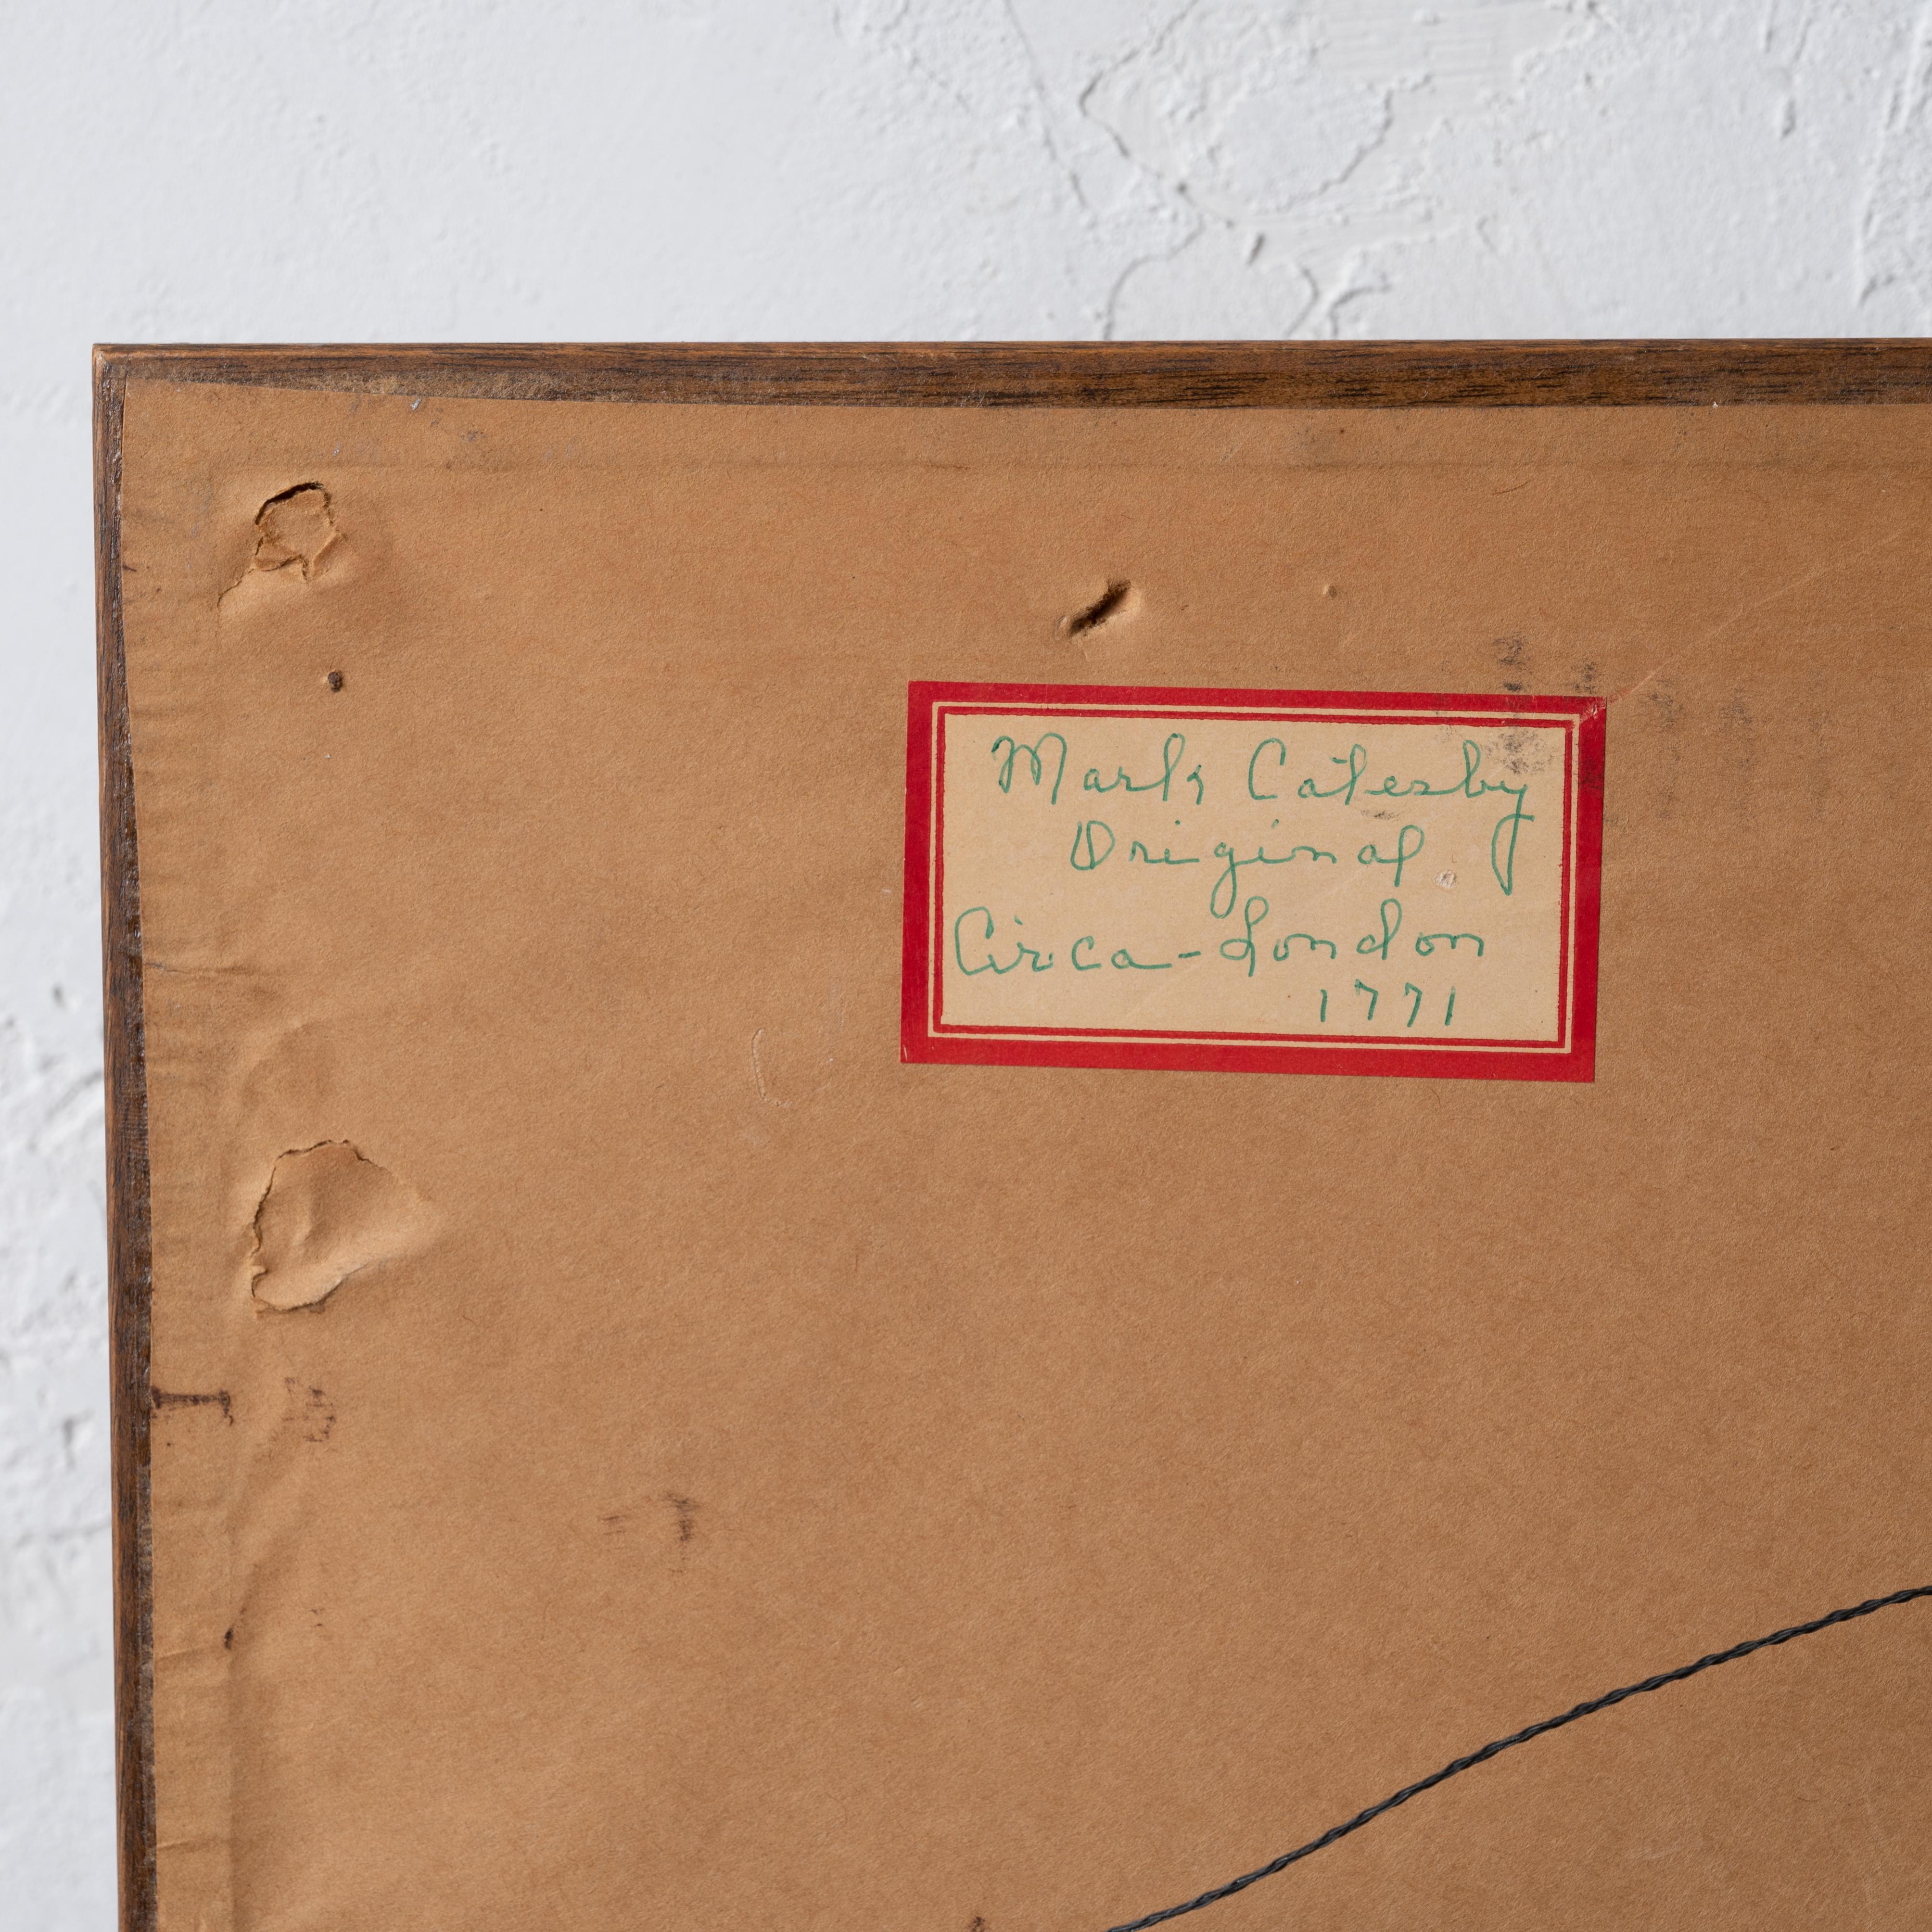 Mark Catesby
Original
Circa-London
1771